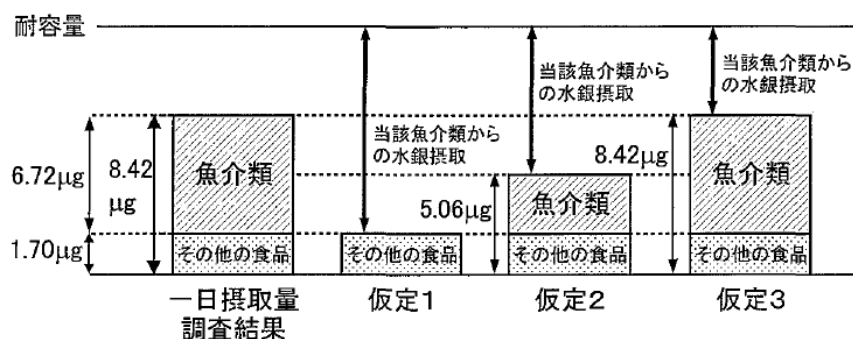 耐容量
当該魚介類から
の水銀摂取
当該魚介類から
の水銀摂取
当該魚介類から
の水銀摂取
6.72μg
8.42
μg
魚介類
8.42μg
魚介類
5.06μg
魚介類
1.70μg
その他の食品
その他の食品
その他の食品
その他の食品
一日摂取量
調査結果
仮定1
仮定2
仮定3